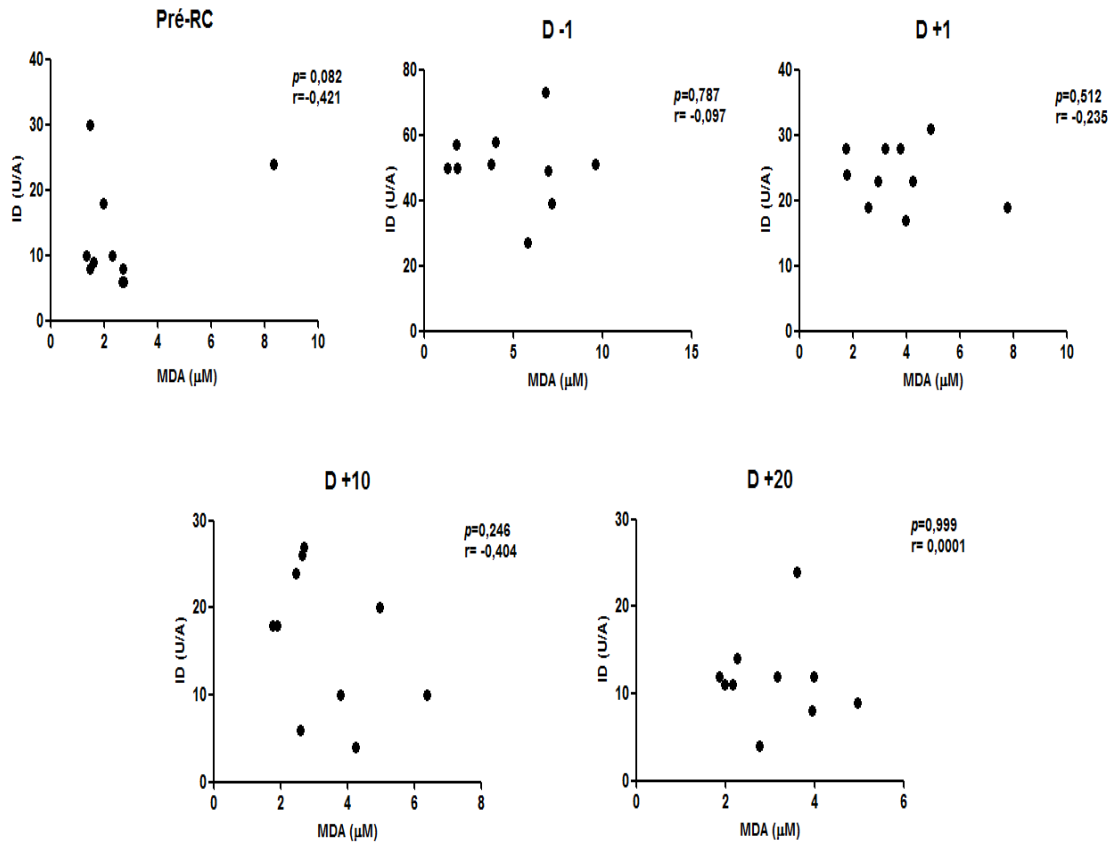 Pré-RC
p= 0,082
r=-0,421
40
30
20
10
0
ID (U/A)
0 2 4 6 8 10
MDA (µM)
D -1
p=0,787
r= -0,097
80
60
40
20
0
ID (U/A)
0 5 10 15
MDA (µM)
D +1
p=0,512
r= -0,235
40
30
20
10
0
ID (U/A)
0 2 4 6 8 10
MDA (µM)
D +10
p=0,246
r= -0,404
30
20
10
0
ID (U/A)
0 2 4 6 8
MDA (µM)
D +20
p=0,999
r= 0,0001
30
20
10
0
ID (U/A)
0 2 4 6
MDA (µM)